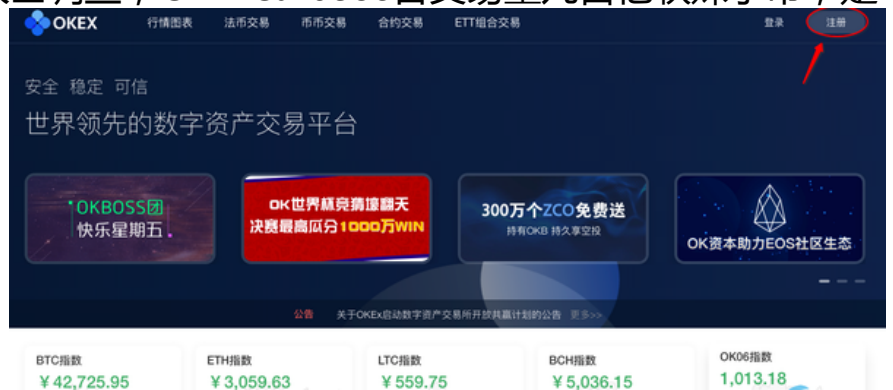 OKEX 行情图表 法币交易 币币交易 合约交易 ETT组合交易 登录 注册
安全 稳定 可信
世界领先的数字资产交易平台
OKBOSS团
快乐星期五
OK世界杯竞猜壕翻天
决赛最高瓜分1000万WIN
300万个ZCO免费送
持有OKB 持久享空投
OK资本助力EOS社区生态
公告 关于OKEx启动数字资产交易所开放共赢计划的公告 更多>>
BTC指数 ETH指数 LTC指数 BCH指数 OK06指数
¥42,725.95 ¥3,059.63 ¥559.75 ¥5,036.15 1,013.18